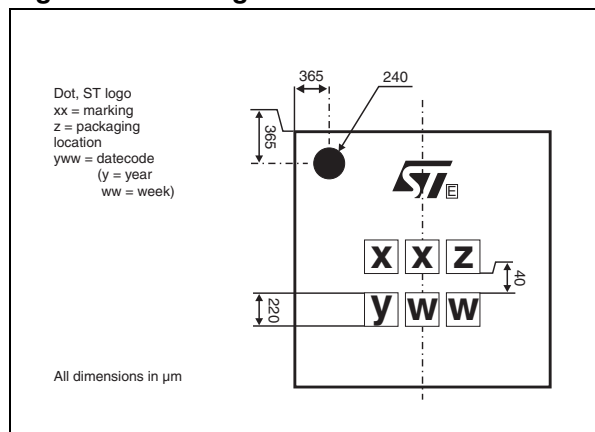 Dot, ST logo
xx = marking
z = packaging
location
yww = datecode
(y = year
ww = week)
365
240
365
ST
E
x x z
40
y w w
220
All dimensions in µm